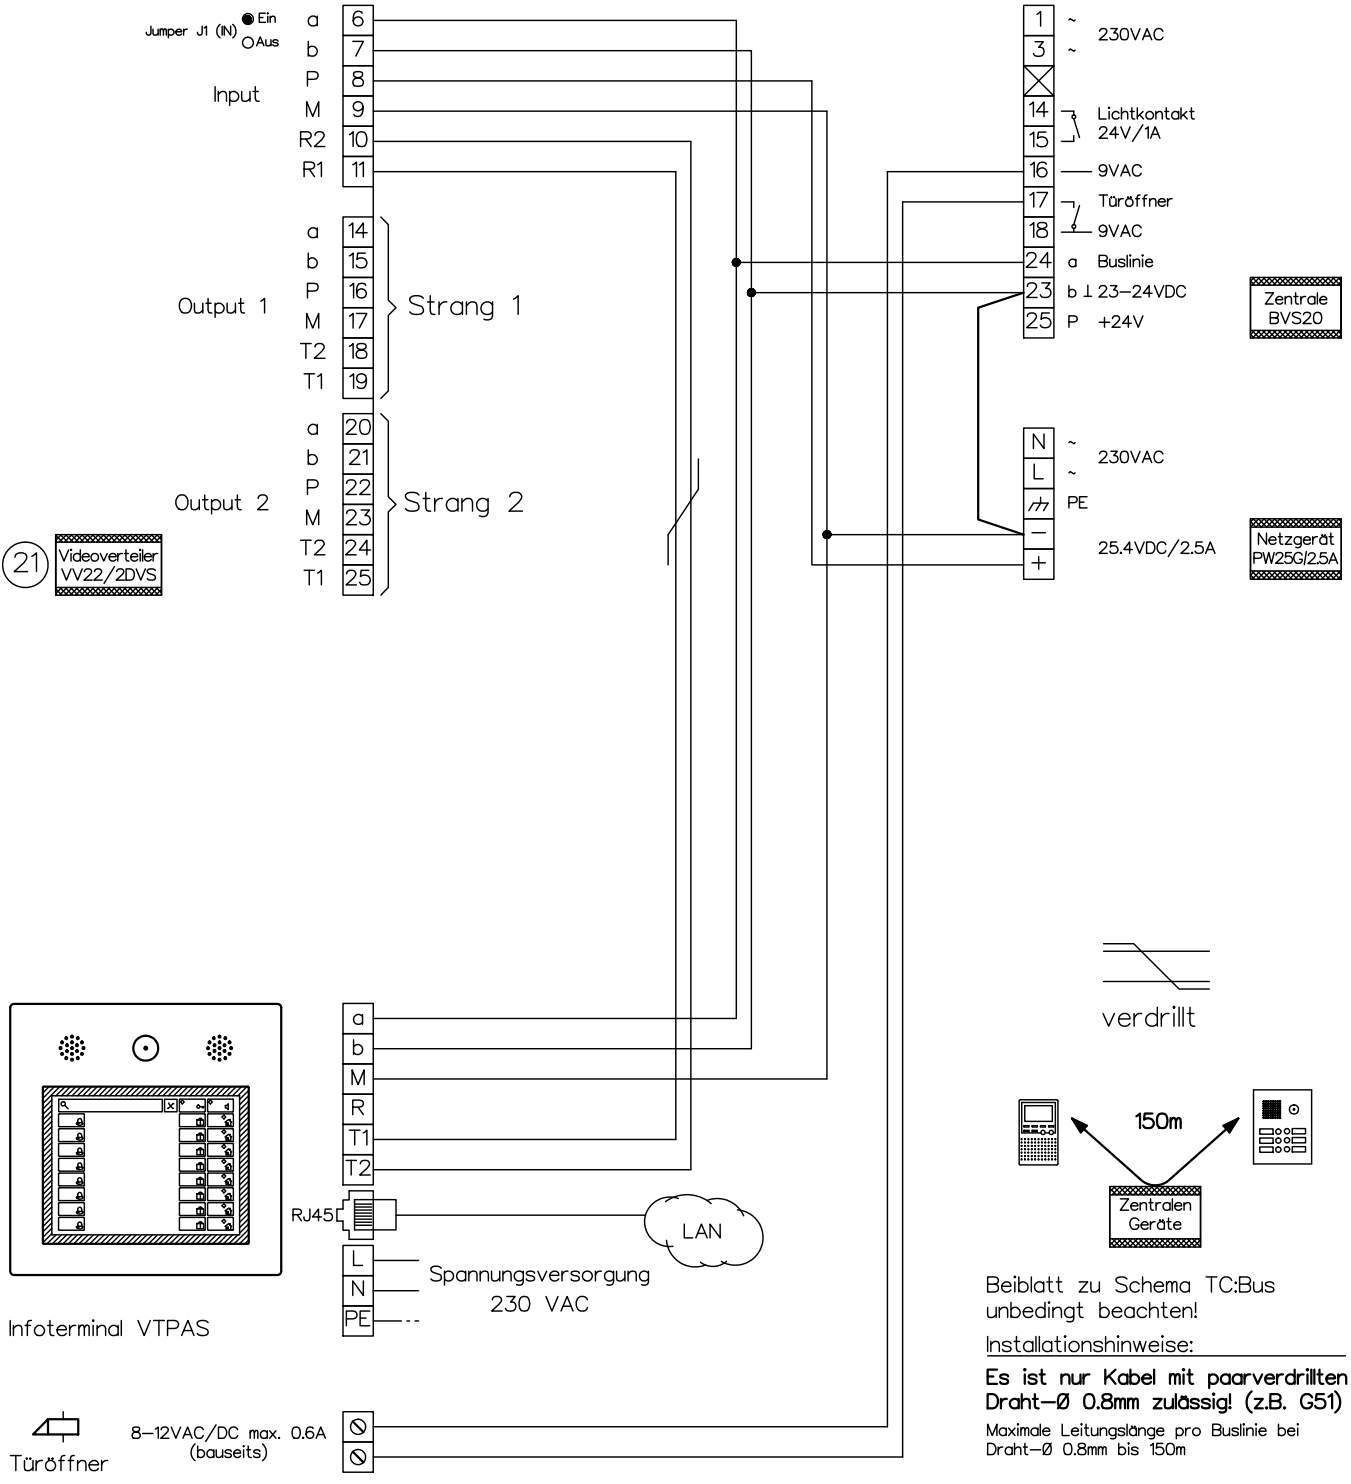 Jumper J1 (IN)
Ein
Aus
Input
a 6
b 7
P 8
M 9
R2 10
R1 11
Output 1
a 14
b 15
P 16
M 17
T2 18
T1 19
Strang 1
Output 2
a 20
b 21
P 22
M 23
T2 24
T1 25
Strang 2
21
Videoverteiler
VV22/2DVS
1 ~
230VAC
3 ~
14
Lichtkontakt
24V/1A
15
16 9VAC
17 Türöffner
18 9VAC
24 a Buslinie
23 b ⊥ 23–24VDC
25 P +24V
Zentrale
BVS20
N ~
230VAC
L ~
PE
–
25.4VDC/2.5A
+
Netzgerät
PW25G/2.5A
a
b
M
R
T1
T2
RJ45
LAN
L
N
PE
Spannungsversorgung
230 VAC
Infoterminal VTPAS
Türöffner
8–12VAC/DC max. 0.6A
(bauseits)
verdrillt
150m
Zentralen
Geräte
Beiblatt zu Schema TC:Bus
unbedingt beachten!
Installationshinweise:
Es ist nur Kabel mit paarverdrillten
Draht–Ø 0.8mm zulässig! (z.B. G51)
Maximale Leitungslänge pro Buslinie bei
Draht–Ø 0.8mm bis 150m